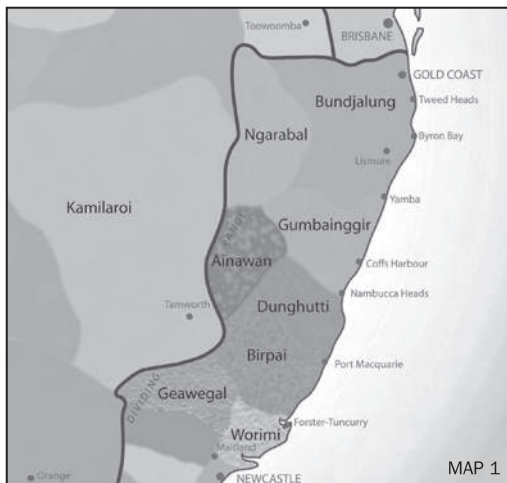 Toowoomba
BRISBANE
GOLD COAST
Bundjalung
Tweed Heads
Ngarabal
Byron Bay
Lismore
Kamilaroi
Yamba
Gumbainggir
RANGE
Ainawan
Coffs Harbour
Nambucca Heads
Dunghutti
Tamworth
Birpai
Port Macquarie
DIVIDING
Geawegal
Forster-Tuncurry
Worimi
Maitland
Orange
NEWCASTLE
MAP 1